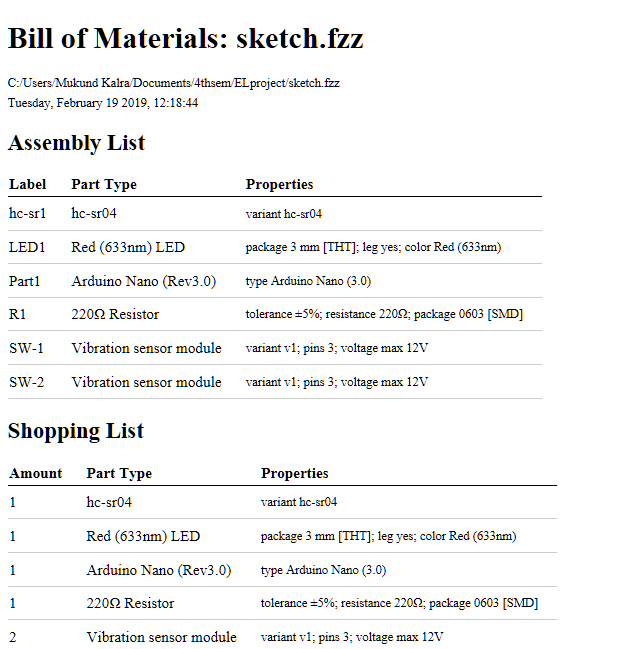 Bill of Materials: sketch.fzz
C:/Users/Mukund Kalra/Documents/4thsem/ELproject/sketch.fzz
Tuesday, February 19 2019, 12:18:44
Assembly List
Label Part Type Properties
hc-sr1 hc-sr04 variant hc-sr04
LED1 Red (633nm) LED package 3 mm [THT]; leg yes; color Red (633nm)
Part1 Arduino Nano (Rev3.0) type Arduino Nano (3.0)
R1 220Ω Resistor tolerance ±5%; resistance 220Ω; package 0603 [SMD]
SW-1 Vibration sensor module variant v1; pins 3; voltage max 12V
SW-2 Vibration sensor module variant v1; pins 3; voltage max 12V
Shopping List
Amount Part Type Properties
1 hc-sr04 variant hc-sr04
1 Red (633nm) LED package 3 mm [THT]; leg yes; color Red (633nm)
1 Arduino Nano (Rev3.0) type Arduino Nano (3.0)
1 220Ω Resistor tolerance ±5%; resistance 220Ω; package 0603 [SMD]
2 Vibration sensor module variant v1; pins 3; voltage max 12V